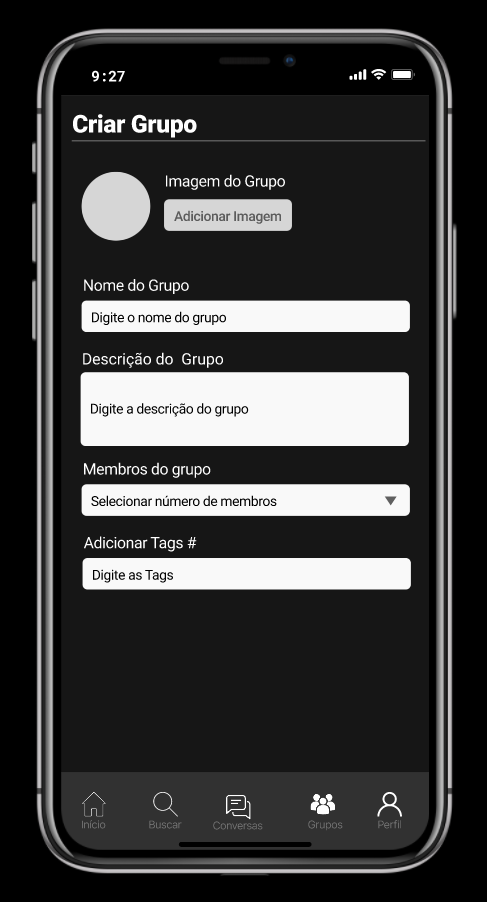 9:27
Criar Grupo
Imagem do Grupo
Adicionar Imagem
Nome do Grupo
Digite o nome do grupo
Descrição do  Grupo
Digite a descrição do grupo
Membros do grupo
Selecionar número de membros
Adicionar Tags #
Digite as Tags
Início Buscar Conversas Grupos Perfil